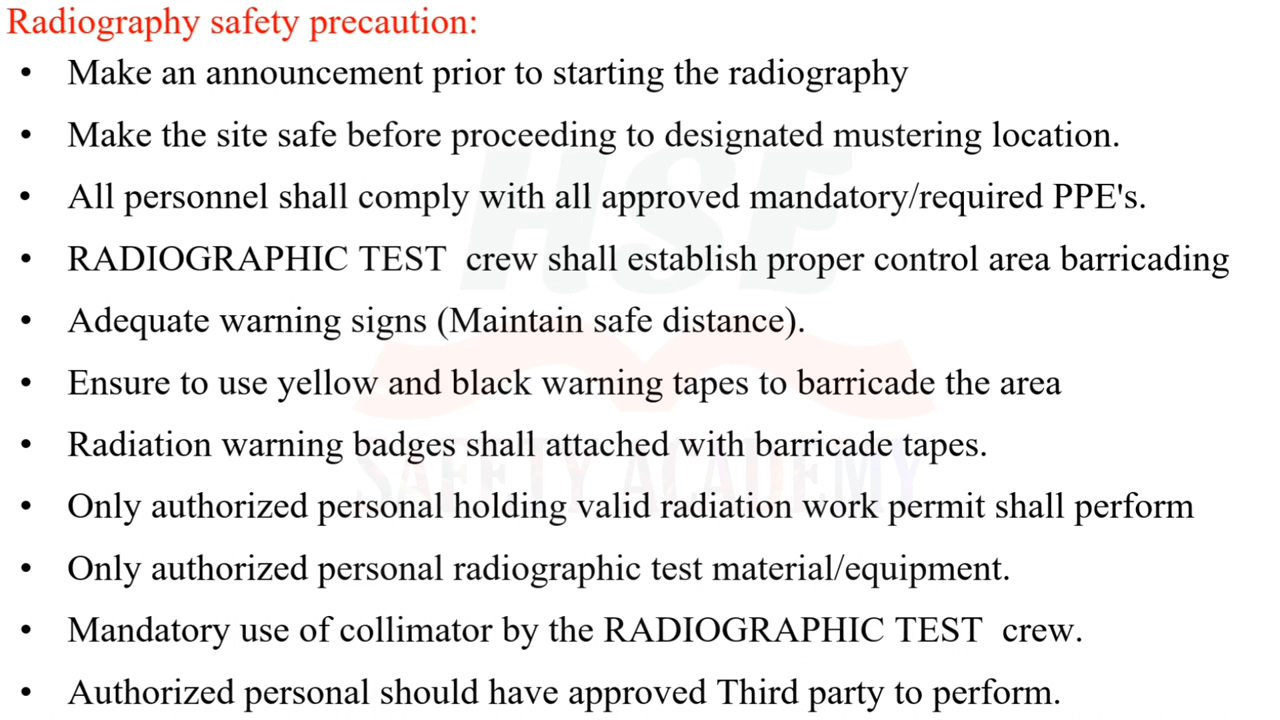 Radiography safety precaution:
• Make an announcement prior to starting the radiography
• Make the site safe before proceeding to designated mustering location.
• All personnel shall comply with all approved mandatory/required PPE's.
• RADIOGRAPHIC TEST crew shall establish proper control area barricading
• Adequate warning signs (Maintain safe distance).
• Ensure to use yellow and black warning tapes to barricade the area
• Radiation warning badges shall attached with barricade tapes.
• Only authorized personal holding valid radiation work permit shall perform
• Only authorized personal radiographic test material/equipment.
• Mandatory use of collimator by the RADIOGRAPHIC TEST crew.
• Authorized personal should have approved Third party to perform.
HSE
SAFETY ACADEMY